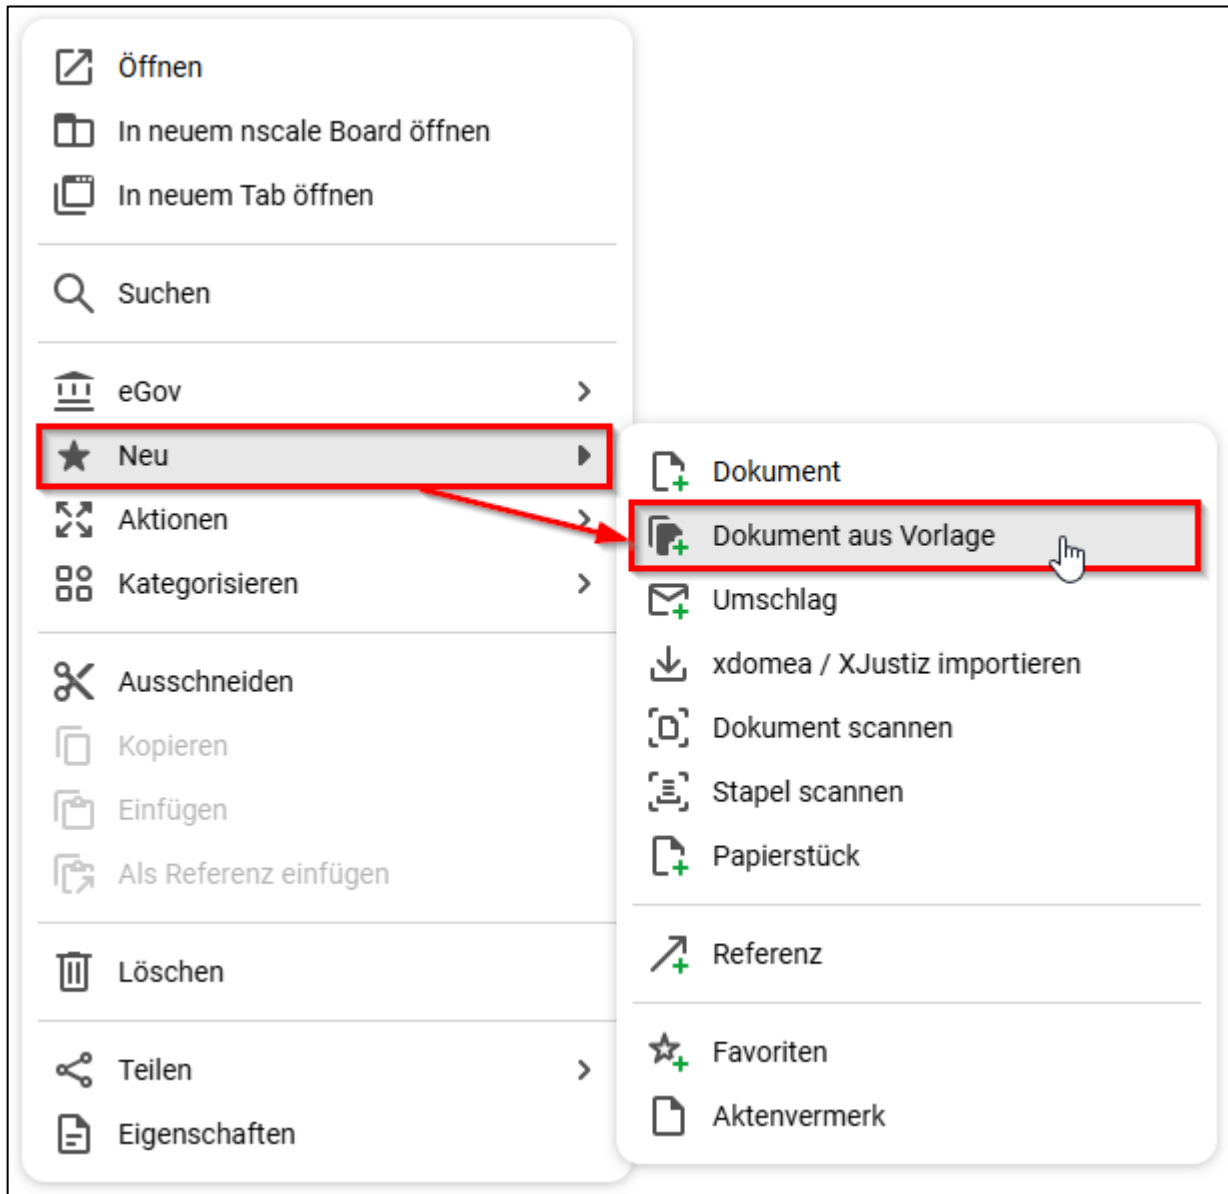 Öffnen
In neuem nscale Board öffnen
In neuem Tab öffnen
Suchen
eGov
Neu
Aktionen
Kategorisieren
Ausschneiden
Kopieren
Einfügen
Als Referenz einfügen
Löschen
Teilen
Eigenschaften
Dokument
Dokument aus Vorlage
Umschlag
xdomea / XJustiz importieren
Dokument scannen
Stapel scannen
Papierstück
Referenz
Favoriten
Aktenvermerk